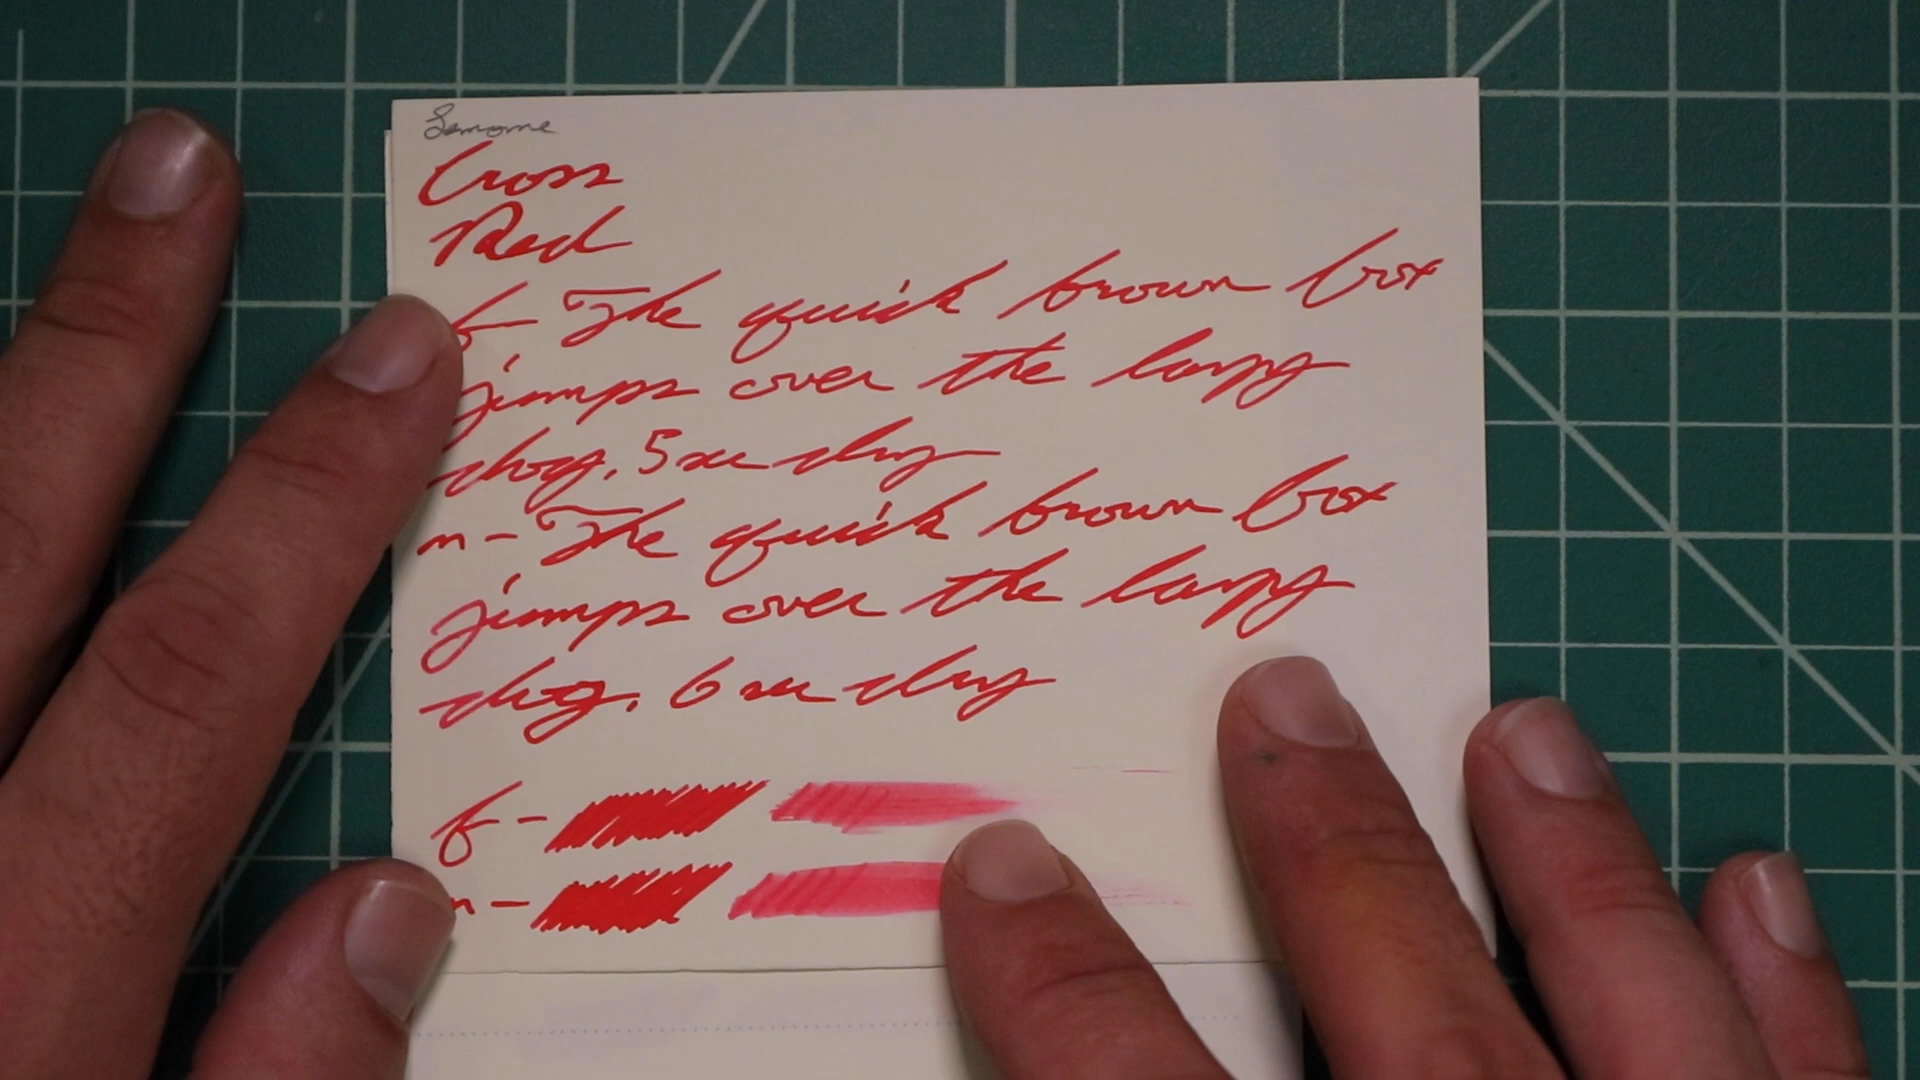 Lemome
Cross
Red
f - The quick brown fox
jumps over the lazy
dog. 5 sec dry
m - The quick brown fox
jumps over the lazy
dog. 6 sec dry
f -
m -